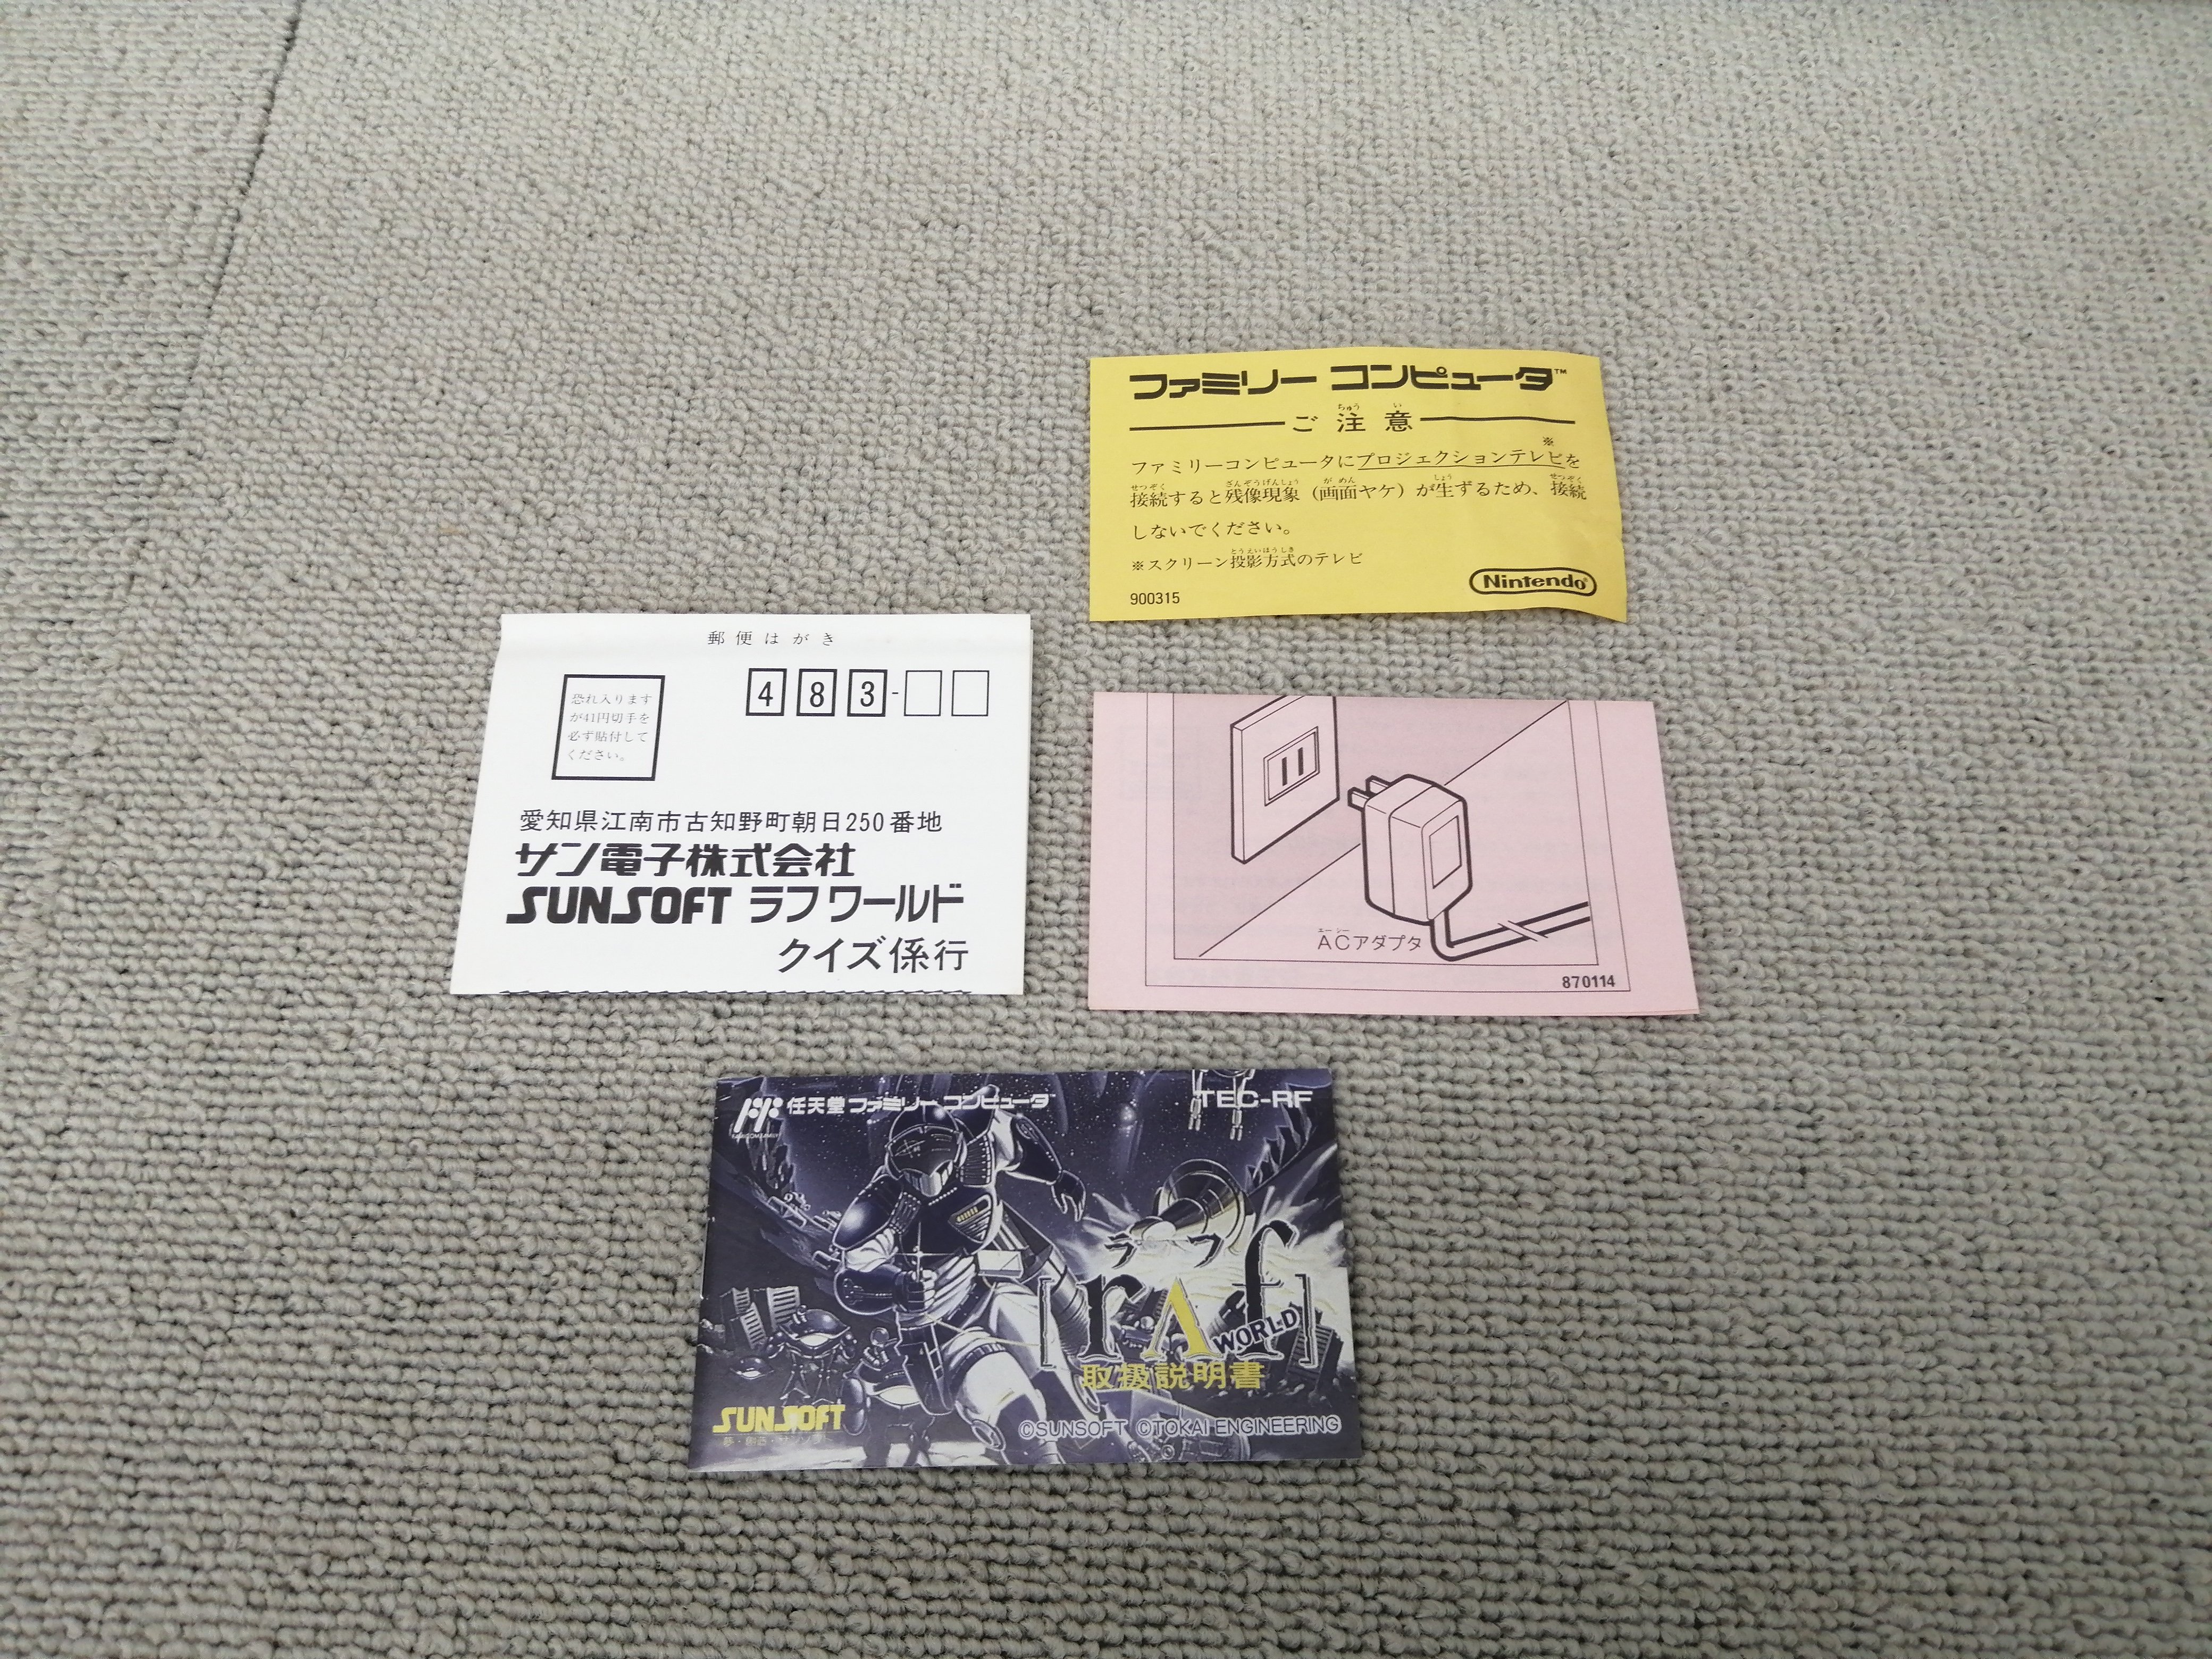 ファミリー コンピュータ™
ご注意
※
ファミリーコンピュータにプロジェクションテレビを
接続すると残像現象（画面ヤケ）が生ずるため、接続
しないでください。
※スクリーン投影方式のテレビ
900315
Nintendo®
郵便はがき
恐れ入ります
が41円切手を
必ず貼付して
ください。
483-
愛知県江南市古知野町朝日250番地
サン電子株式会社
SUNSOFT ラフワールド
クイズ係行
ACアダプタ
870114
任天堂 ファミリー コンピュータ™
FAMICOM FAMILY
TEC-RF
ラフ
[rAf]
WORLD
取扱説明書
SUNSOFT
©SUNSOFT ©TOKAI ENGINEERING